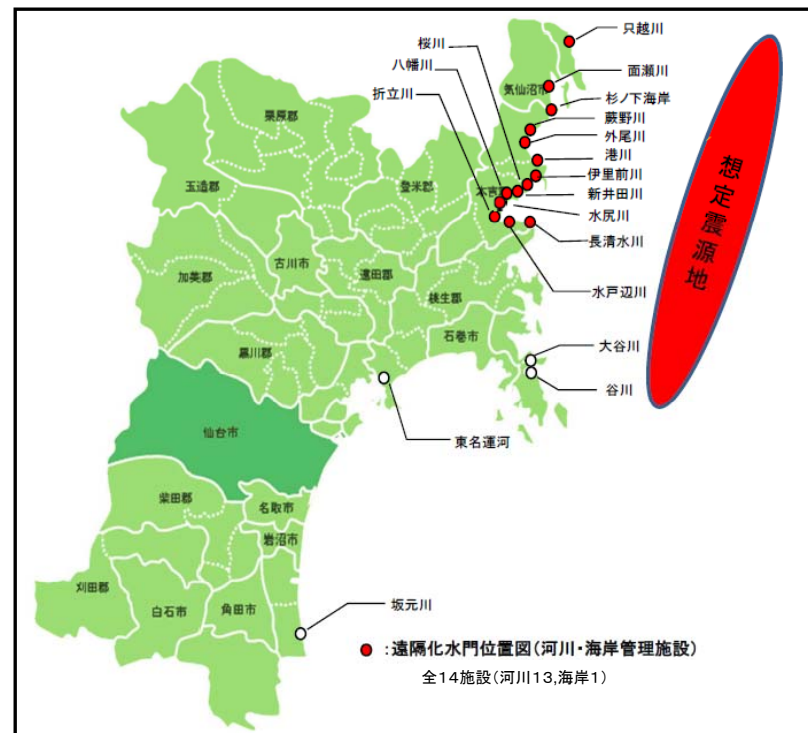 只越川
桜川
八幡川
面瀬川
折立川
気仙沼市
杉ノ下海岸
蕨野川
外尾川
栗原郡
港川
登米郡
伊里前川
玉造郡
本吉
新井田川
水尻川
古川市
遠田郡
長清水川
加美郡
桃生郡
水戸辺川
石巻市
大谷川
黒川郡
谷川
仙台市
東名運河
柴田郡
名取市
岩沼市
刈田郡
白石市
角田市
坂元川
想定震源地
:遠隔化水門位置図(河川・海岸管理施設)
全14施設(河川13,海岸1)